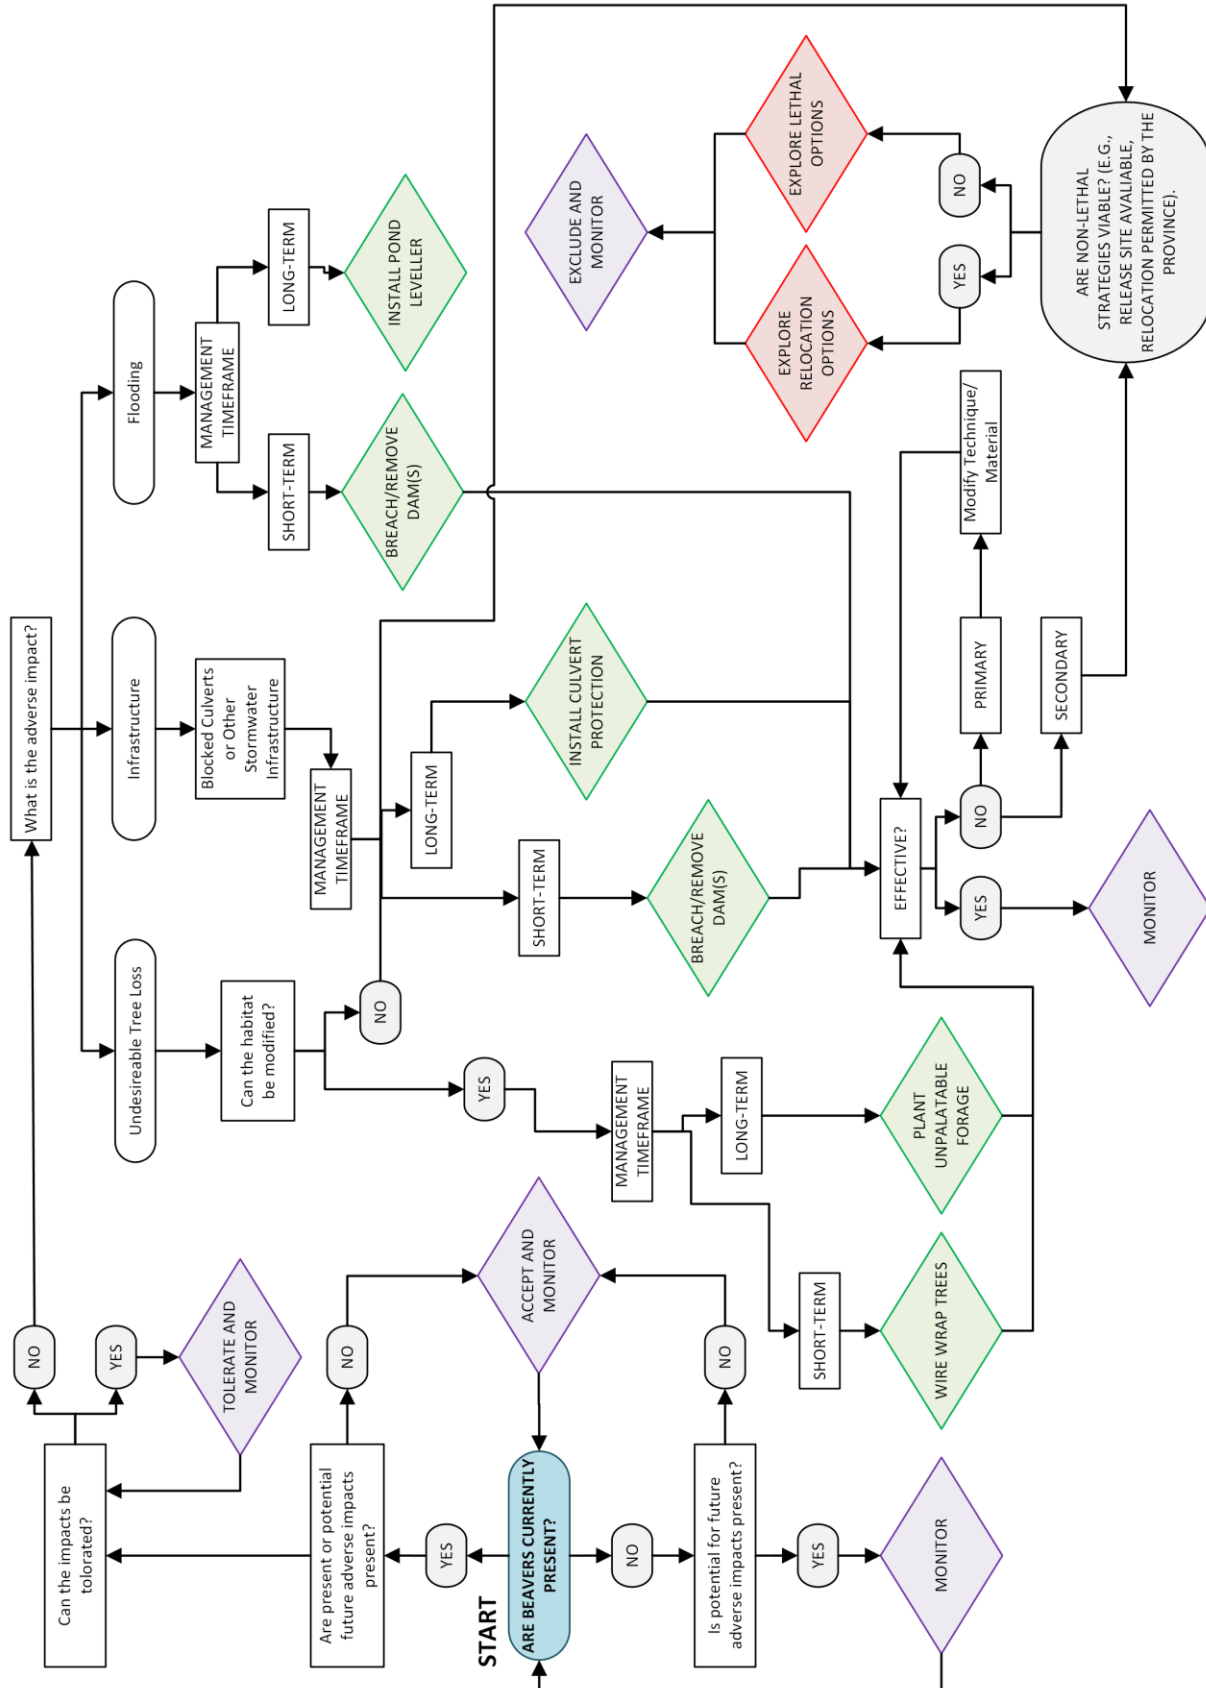 START
ARE BEAVERS CURRENTLY
PRESENT?
YES
Are present or potential
future adverse impacts
present?
NO
ACCEPT AND
MONITOR
Can the impacts be
tolorated?
NO
YES
TOLERATE AND
MONITOR
NO
Is potential for future
adverse impacts present?
NO
YES
MONITOR
What is the adverse impact?
Undesireable Tree Loss
Can the habitat
be modified?
NO
YES
MANAGEMENT
TIMEFRAME
SHORT-TERM
WIRE WRAP TREES
LONG-TERM
PLANT
UNPALATABLE
FORAGE
Infrastructure
Blocked Culverts
or Other
Stormwater
Infrastructure
MANAGEMENT
TIMEFRAME
SHORT-TERM
BREACH/REMOVE
DAM(S)
LONG-TERM
INSTALL CULVERT
PROTECTION
Flooding
MANAGEMENT
TIMEFRAME
SHORT-TERM
BREACH/REMOVE
DAM(S)
LONG-TERM
INSTALL POND
LEVELLER
EFFECTIVE?
YES
MONITOR
NO
PRIMARY
Modify Technique/
Material
SECONDARY
ARE NON-LETHAL
STRATEGIES VIABLE? (E.G.,
RELEASE SITE AVALIABLE,
RELOCATION PERMITTED BY THE
PROVINCE).
YES
EXPLORE
RELOCATION
OPTIONS
NO
EXPLORE LETHAL
OPTIONS
EXCLUDE AND
MONITOR